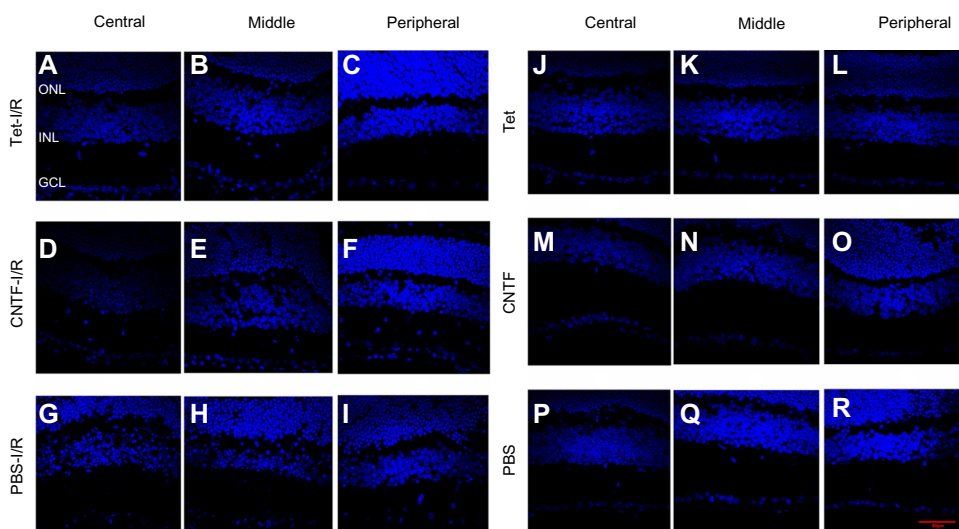 Central Middle Peripheral Central Middle Peripheral
Tet-I/R A B C Tet J K L
ONL
INL
GCL
CNTF-I/R D E F CNTF M N O
PBS-I/R G H I PBS P Q R